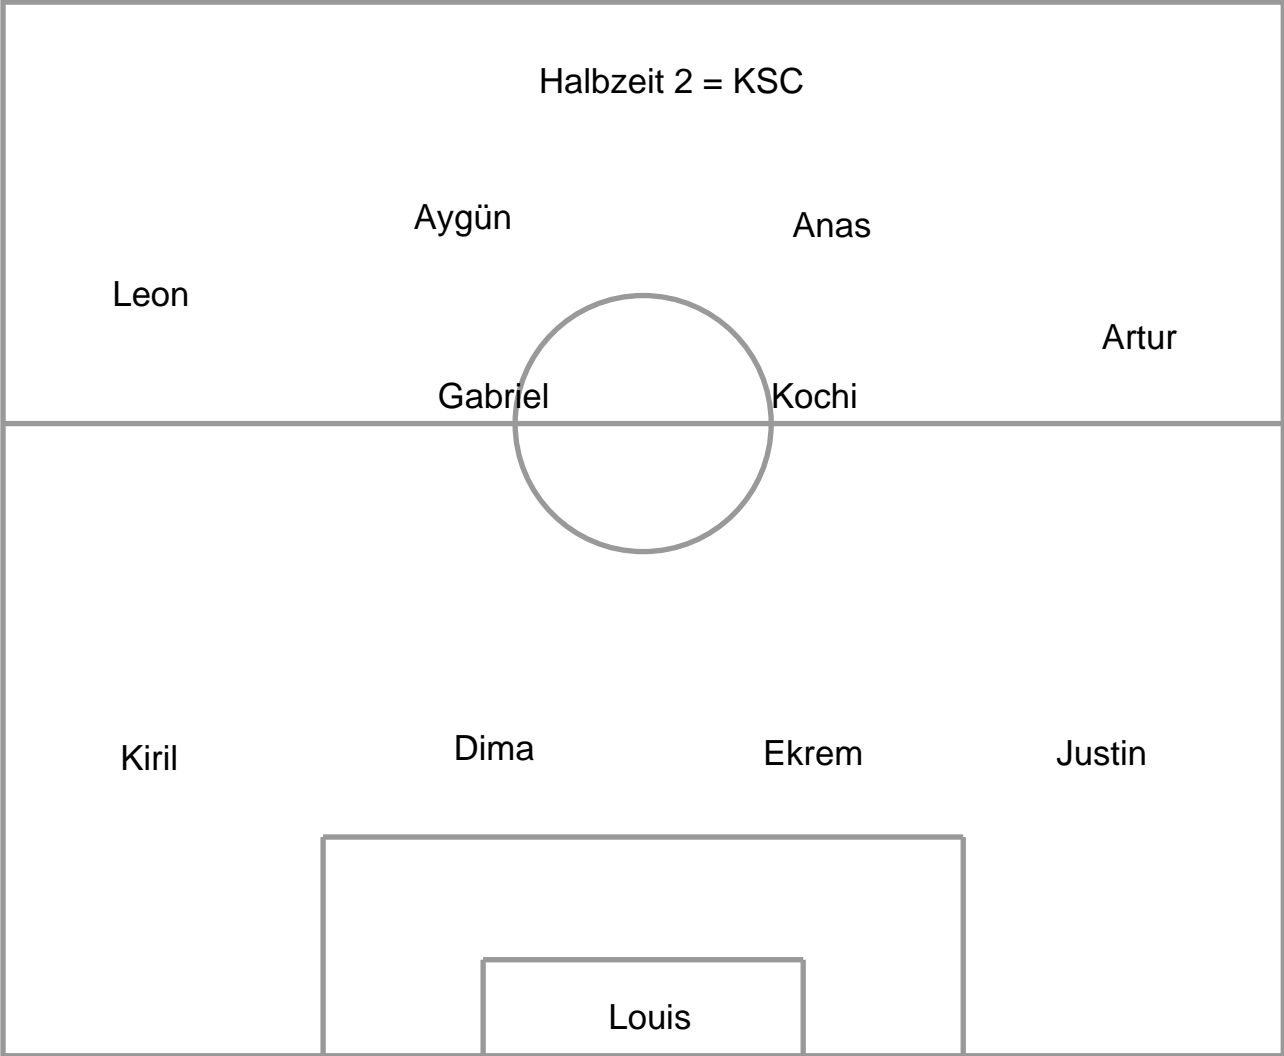 Halbzeit 2 = KSC
Aygün
Anas
Leon
Artur
Gabriel
Kochi
Kiril
Dima
Ekrem
Justin
Louis